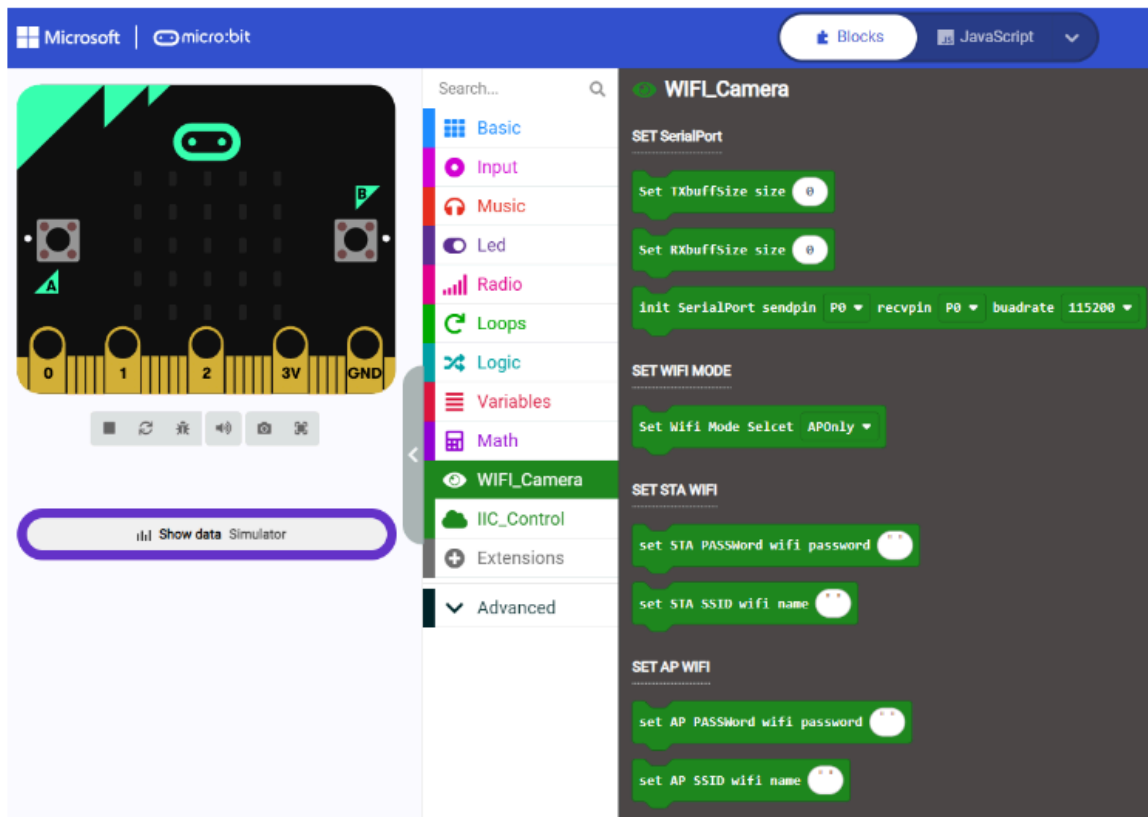 Microsoft micro:bit
Blocks
JS JavaScript
B
A
0 1 2 3V GND
Show data Simulator
Search...
Basic
Input
Music
Led
Radio
Loops
Logic
Variables
Math
WIFI_Camera
IIC_Control
Extensions
Advanced
WIFI_Camera
SET SerialPort
Set TXbuffSize size 0
Set RXbuffSize size 0
init SerialPort sendpin P0 recvpin P0 buadrate 115200
SET WIFI MODE
Set Wifi Mode Selcet APOnly
SET STA WIFI
set STA PASSWord wifi password " "
set STA SSID wifi name " "
SET AP WIFI
set AP PASSWord wifi password " "
set AP SSID wifi name " "